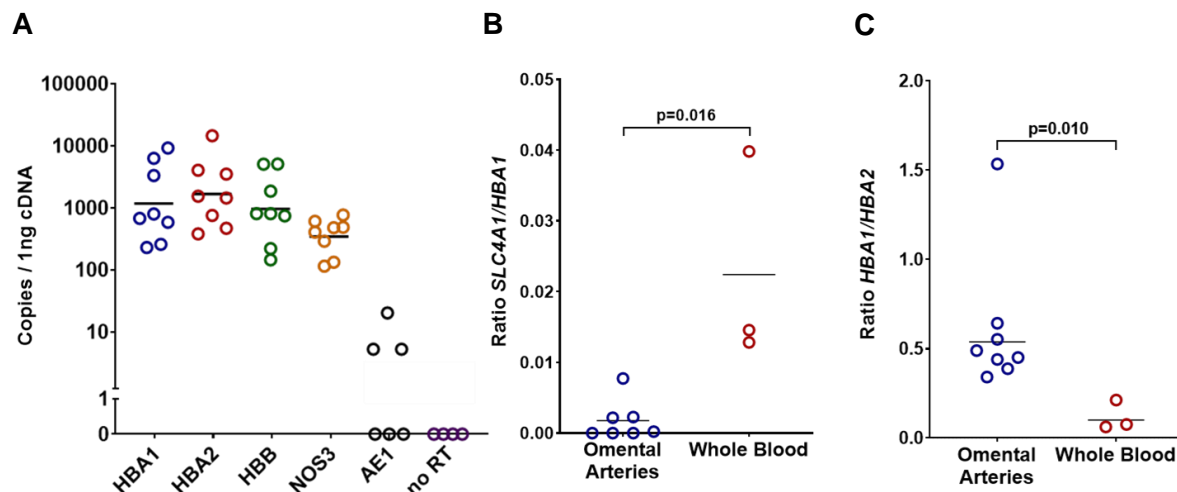 A
B
C
Copies / 1ng cDNA
100000
10000
1000
100
10
1
0
HBA1
HBA2
HBB
NOS3
AE1
no RT
Ratio SLC4A1/HBA1
0.05
0.04
0.03
0.02
0.01
0.00
p=0.016
Omental
Arteries
Whole Blood
Ratio HBA1/HBA2
2.0
1.5
1.0
0.5
0.0
p=0.010
Omental
Arteries
Whole Blood